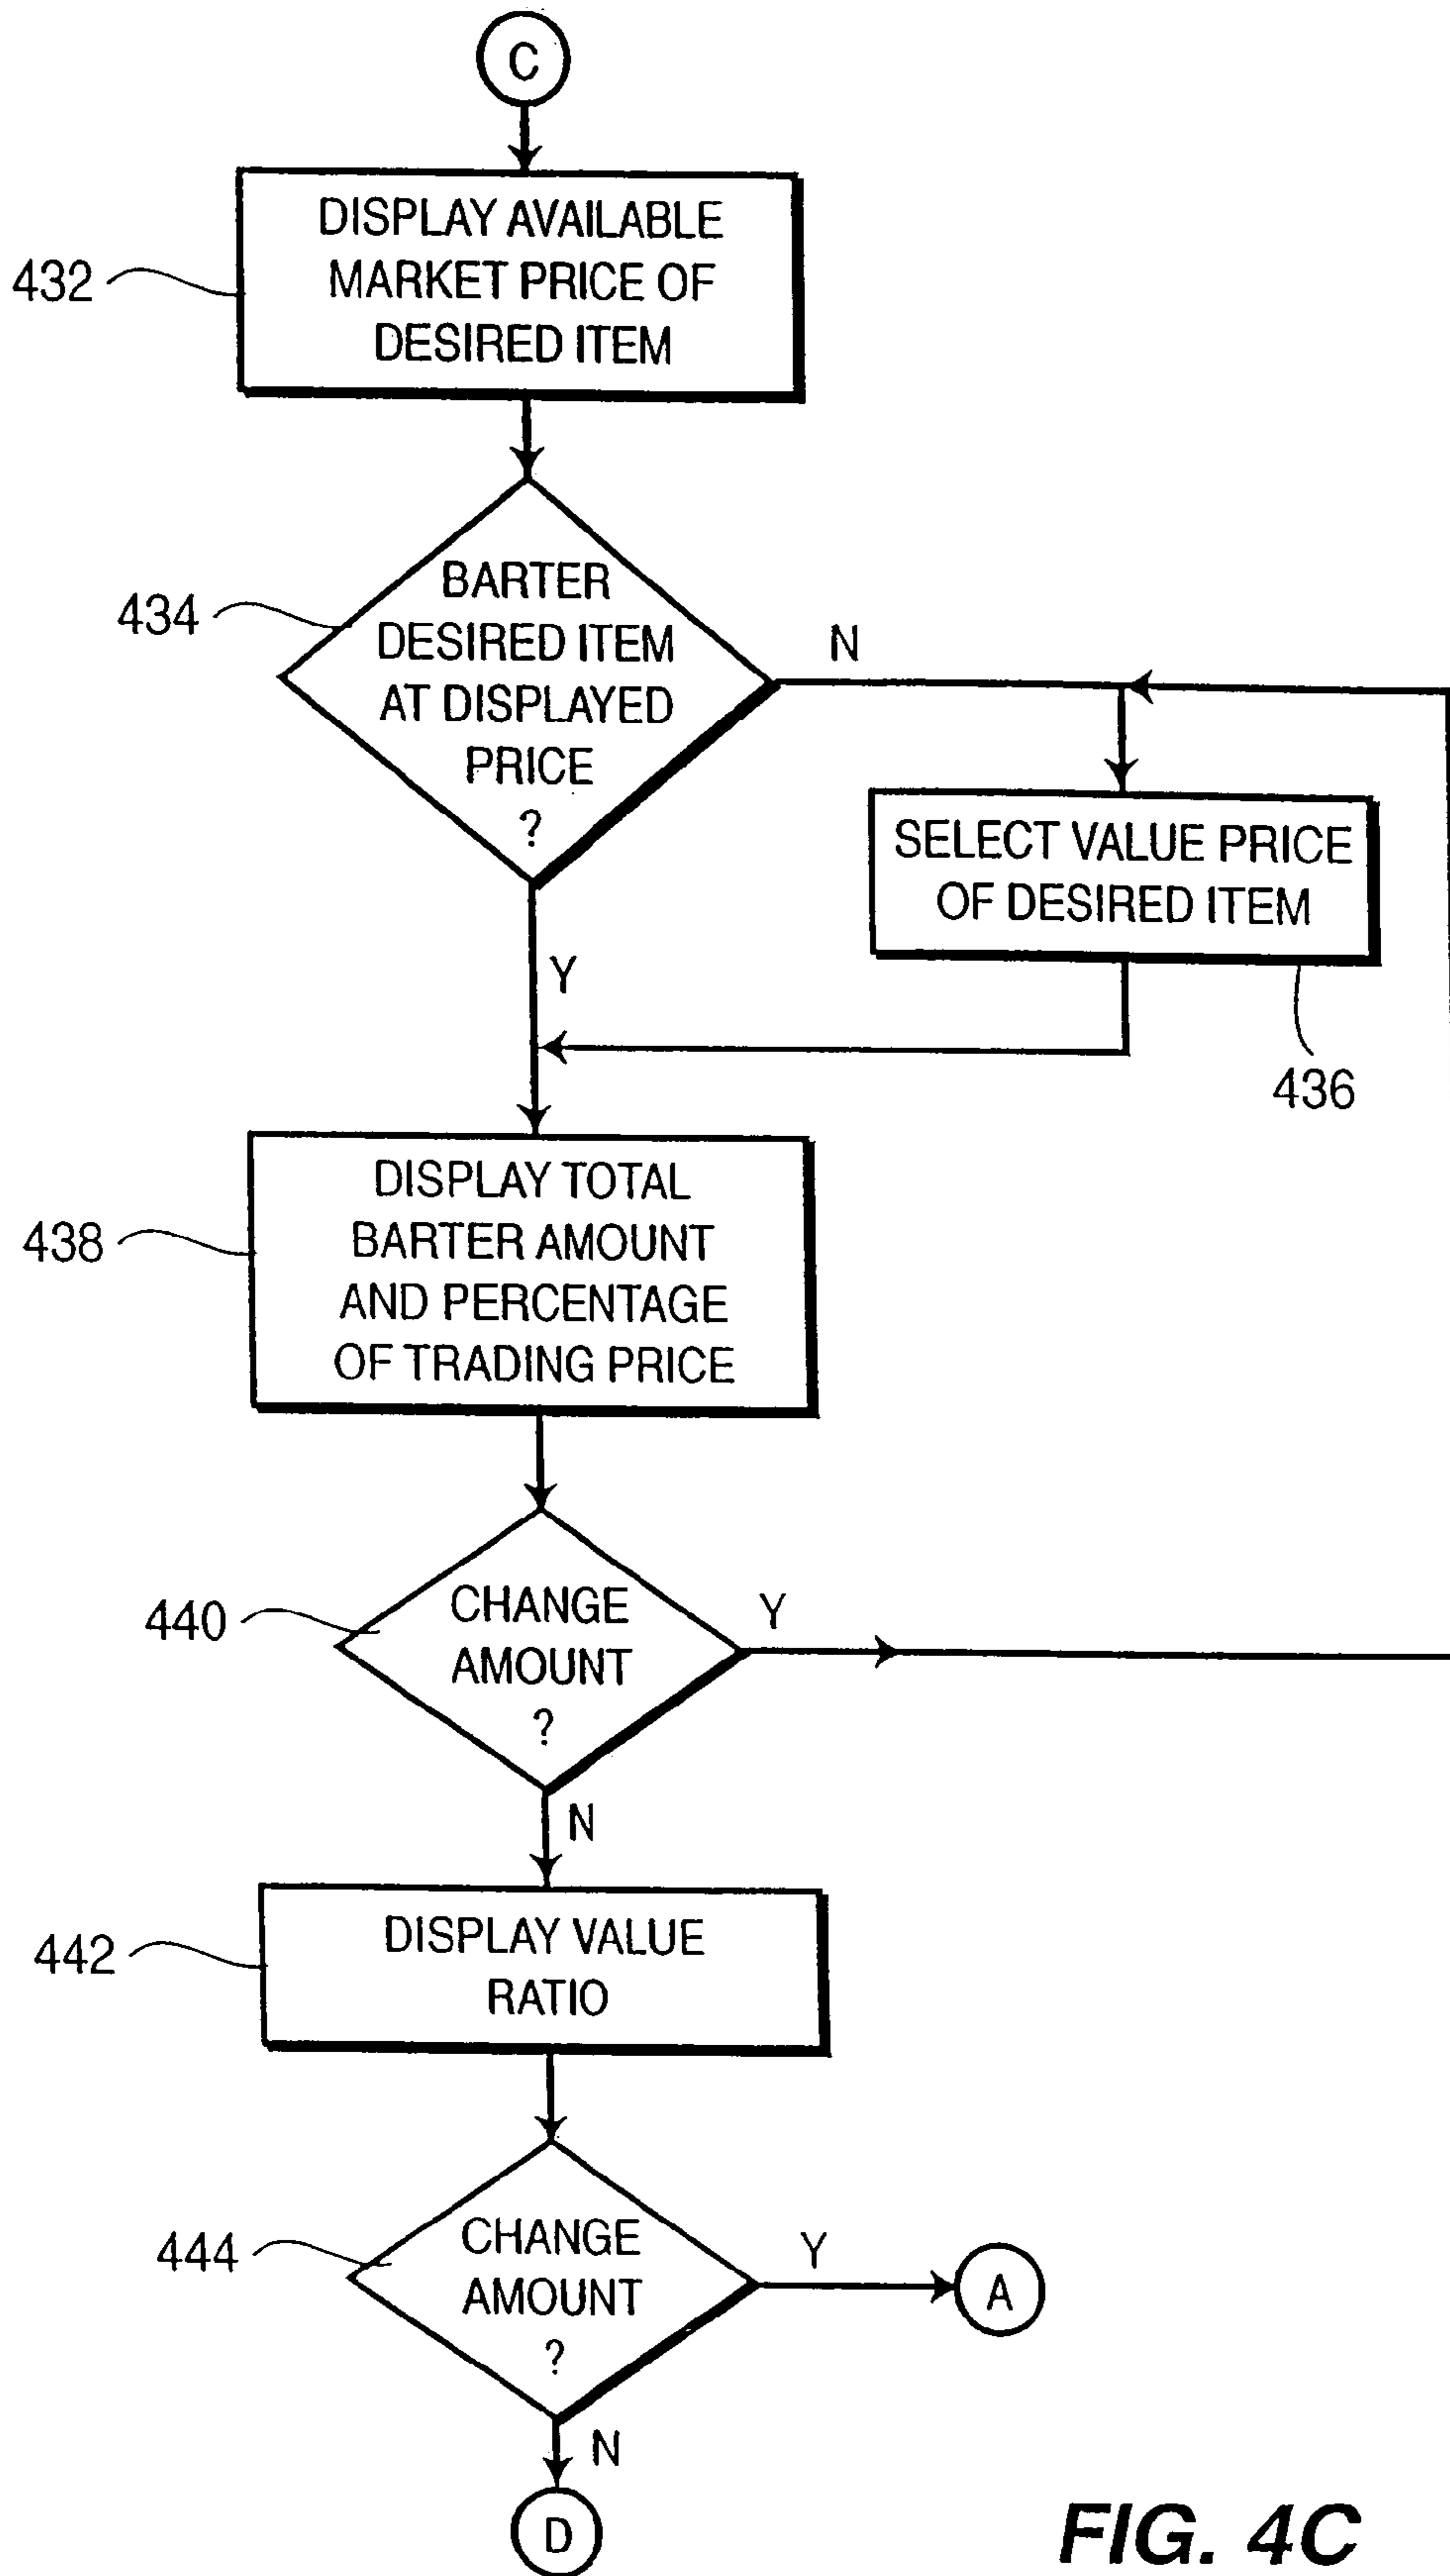 C
DISPLAY AVAILABLE
MARKET PRICE OF
DESIRED ITEM
432
BARTER
DESIRED ITEM
AT DISPLAYED
PRICE
?
434
N
SELECT VALUE PRICE
OF DESIRED ITEM
436
Y
DISPLAY TOTAL
BARTER AMOUNT
AND PERCENTAGE
OF TRADING PRICE
438
CHANGE
AMOUNT
?
440
Y
N
DISPLAY VALUE
RATIO
442
CHANGE
AMOUNT
?
444
Y
A
N
D
FIG. 4C